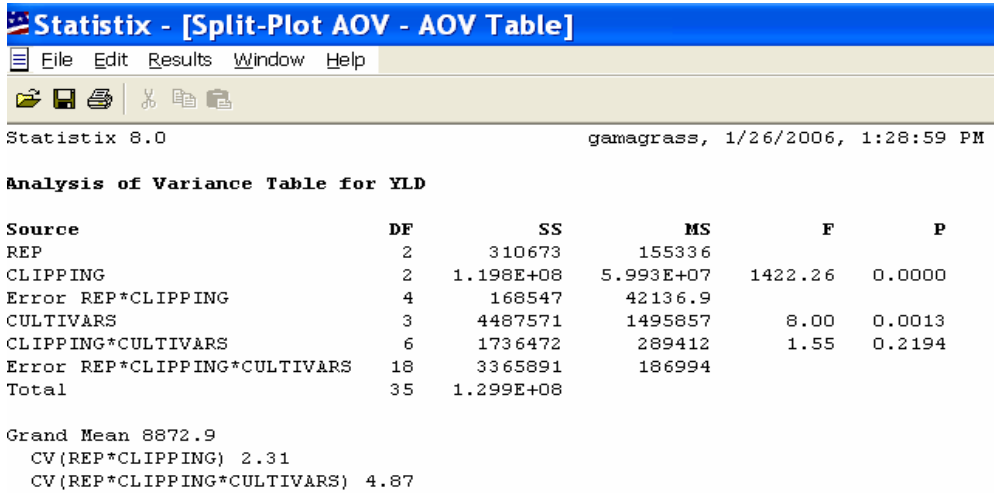 Statistix - [Split-Plot AOV - AOV Table]
File Edit Results Window Help
Statistix 8.0 gamagrass, 1/26/2006, 1:28:59 PM
Analysis of Variance Table for YLD
Source DF SS MS F P
REP 2 310673 155336
CLIPPING 2 1.198E+08 5.993E+07 1422.26 0.0000
Error REP*CLIPPING 4 168547 42136.9
CULTIVARS 3 4487571 1495857 8.00 0.0013
CLIPPING*CULTIVARS 6 1736472 289412 1.55 0.2194
Error REP*CLIPPING*CULTIVARS 18 3365891 186994
Total 35 1.299E+08
Grand Mean 8872.9
CV(REP*CLIPPING) 2.31
CV(REP*CLIPPING*CULTIVARS) 4.87